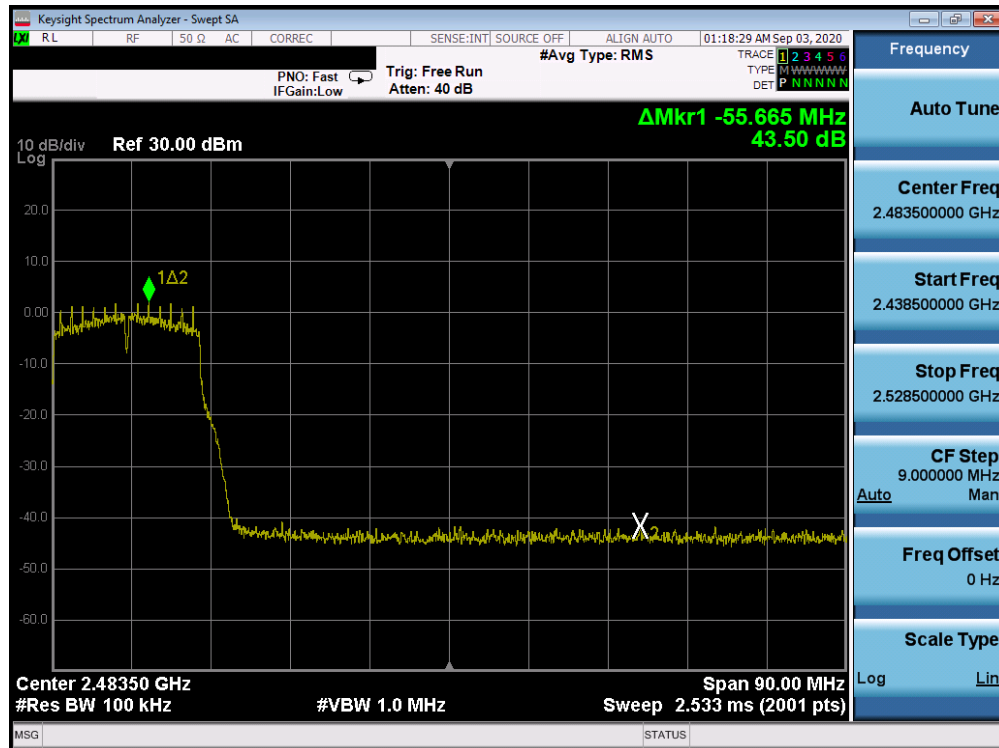 Keysight Spectrum Analyzer - Swept SA
LXI RL RF 50 Ω AC CORREC SENSE:INT SOURCE OFF ALIGN AUTO 01:18:29 AM Sep 03, 2020
#Avg Type: RMS
TRACE 1 2 3 4 5 6
PNO: Fast Trig: Free Run
TYPE M WWWWW
IFGain:Low Atten: 40 dB
DET P N N N N N
ΔMkr1 -55.665 MHz
43.50 dB
10 dB/div Ref 30.00 dBm
Log
20.0
10.0
1Δ2
0.00
-10.0
-20.0
-30.0
-40.0
X2
-50.0
-60.0
Center 2.48350 GHz Span 90.00 MHz
#Res BW 100 kHz #VBW 1.0 MHz Sweep 2.533 ms (2001 pts)
MSG STATUS
Frequency
Auto Tune
Center Freq
2.483500000 GHz
Start Freq
2.438500000 GHz
Stop Freq
2.528500000 GHz
CF Step
9.000000 MHz
Auto Man
Freq Offset
0 Hz
Scale Type
Log Lin